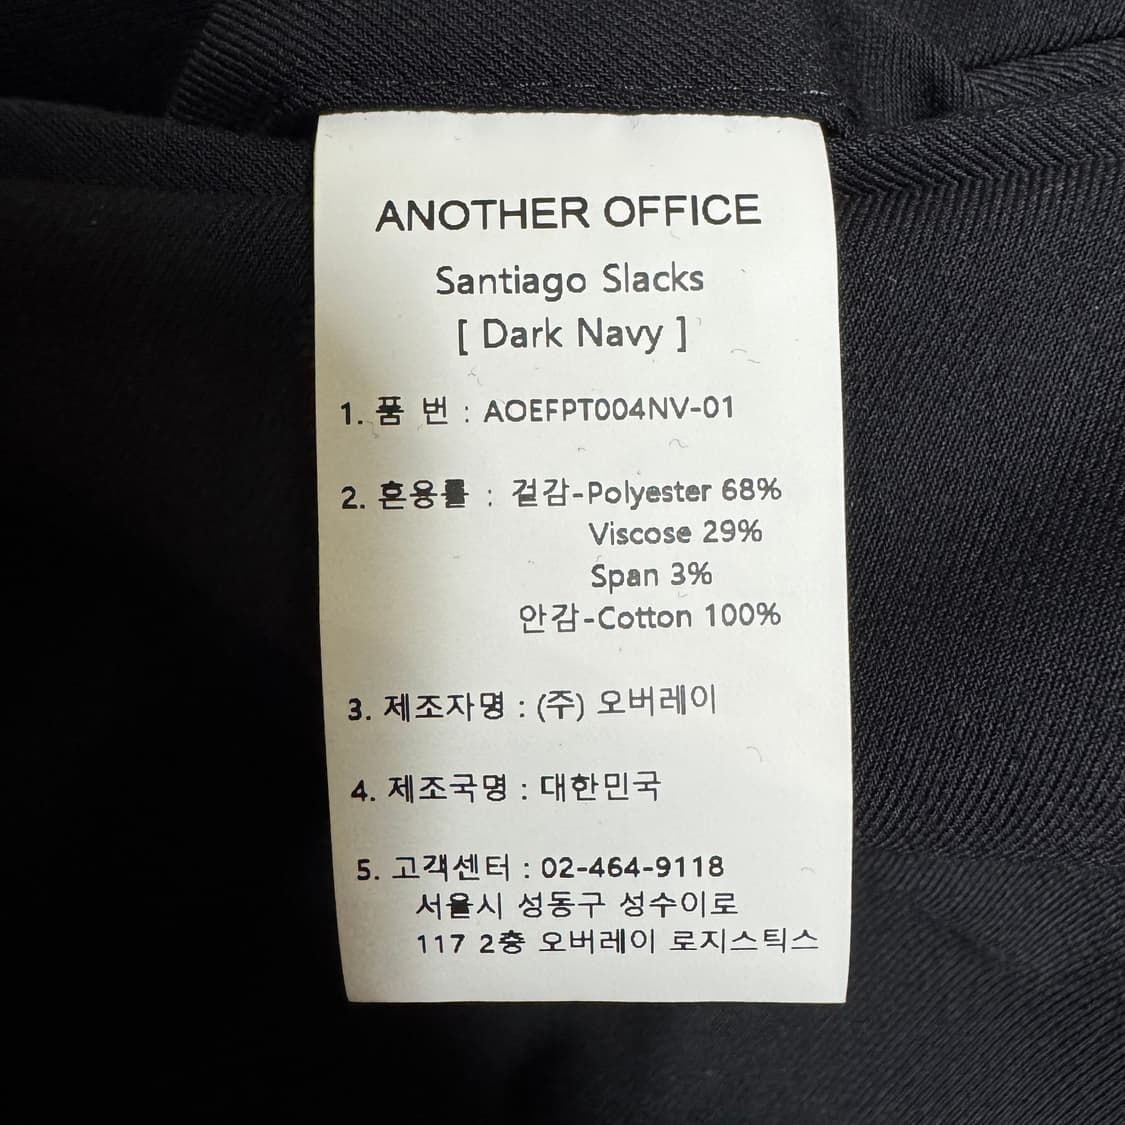 ANOTHER OFFICE
Santiago Slacks
[ Dark Navy ]
1. 품 번 : AOEFPT004NV-01
2. 혼용률 : 겉감-Polyester 68%
Viscose 29%
Span 3%
안감-Cotton 100%
3. 제조자명 : (주) 오버레이
4. 제조국명 : 대한민국
5. 고객센터 : 02-464-9118
서울시 성동구 성수이로
117 2층 오버레이 로지스틱스